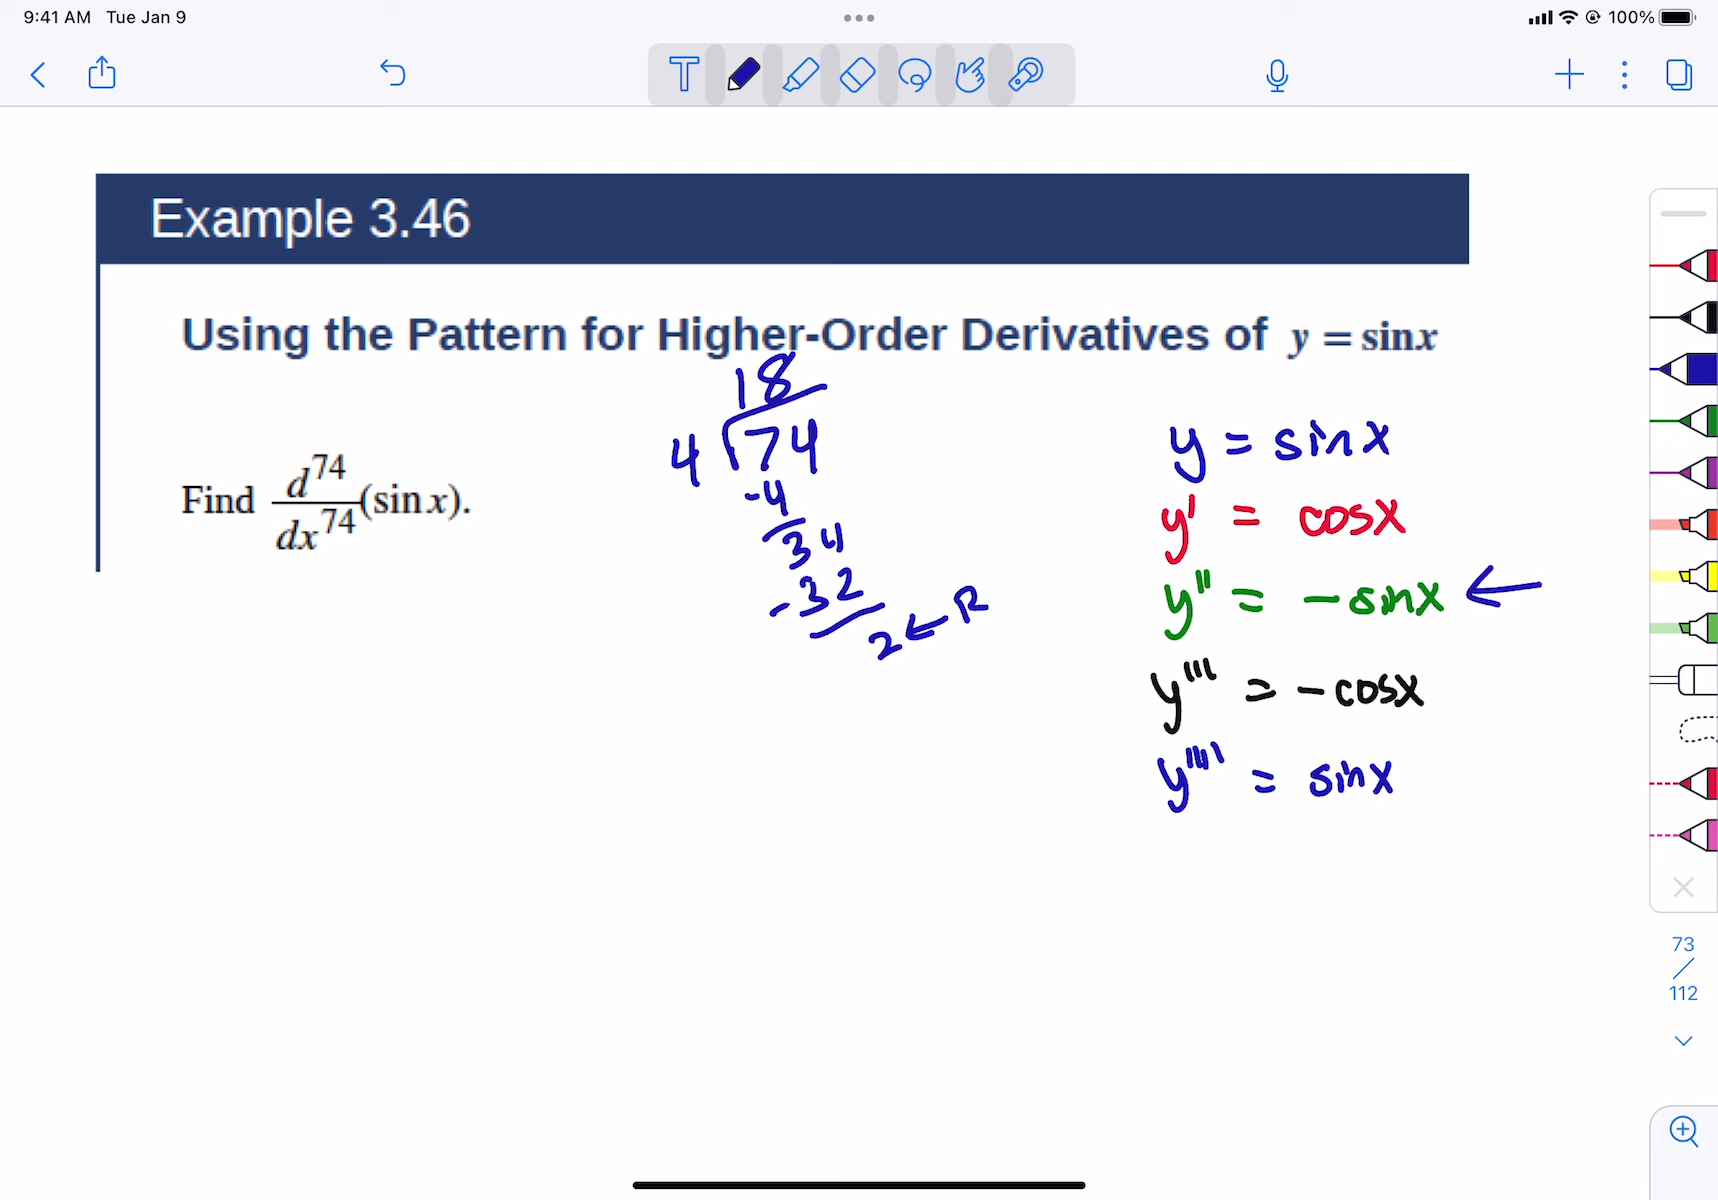 9:41 AM Tue Jan 9
100%
T
Example 3.46
Using the Pattern for Higher-Order Derivatives of y = sinx
Find d^74/dx^74 (sin x).
18
4 74
-4
34
-32
2 ← R
y = sinx
y' = cosx
y'' = -sinx ←
y''' = -cosx
y'''' = sinx
73
/
112